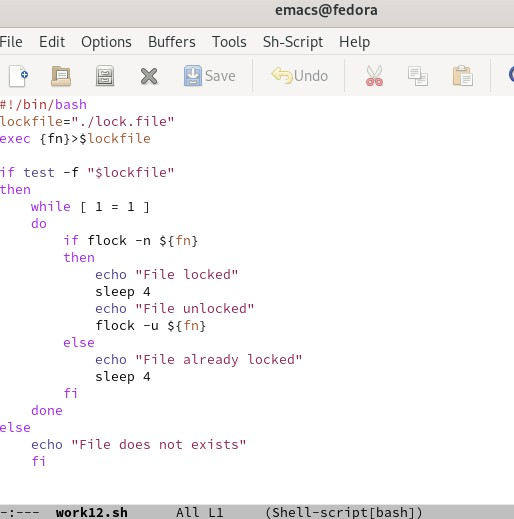 emacs@fedora
File Edit Options Buffers Tools Sh-Script Help
Save Undo
#!/bin/bash
lockfile="./lock.file"
exec {fn}>$lockfile
if test -f "$lockfile"
then
    while [ 1 = 1 ]
    do
        if flock -n ${fn}
        then
            echo "File locked"
            sleep 4
            echo "File unlocked"
            flock -u ${fn}
        else
            echo "File already locked"
            sleep 4
        fi
    done
else
    echo "File does not exists"
    fi
-:--- work12.sh All L1 (Shell-script[bash])